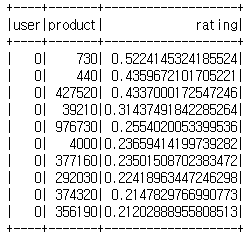 +----+-------+-------------------+
|user|product|             rating|
+----+-------+-------------------+
|   0|    730| 0.5224145324185524|
|   0|    440| 0.4359672101705221|
|   0| 427520| 0.4337000172547246|
|   0|  39210|0.31437491842285264|
|   0| 976730| 0.2554020053399536|
|   0|   4000|0.23659414199739282|
|   0| 377160|0.23501508702383472|
|   0| 292030|0.22418963447246298|
|   0| 374320| 0.2147829766990773|
|   0| 356190|0.21202888955808513|
+----+-------+-------------------+